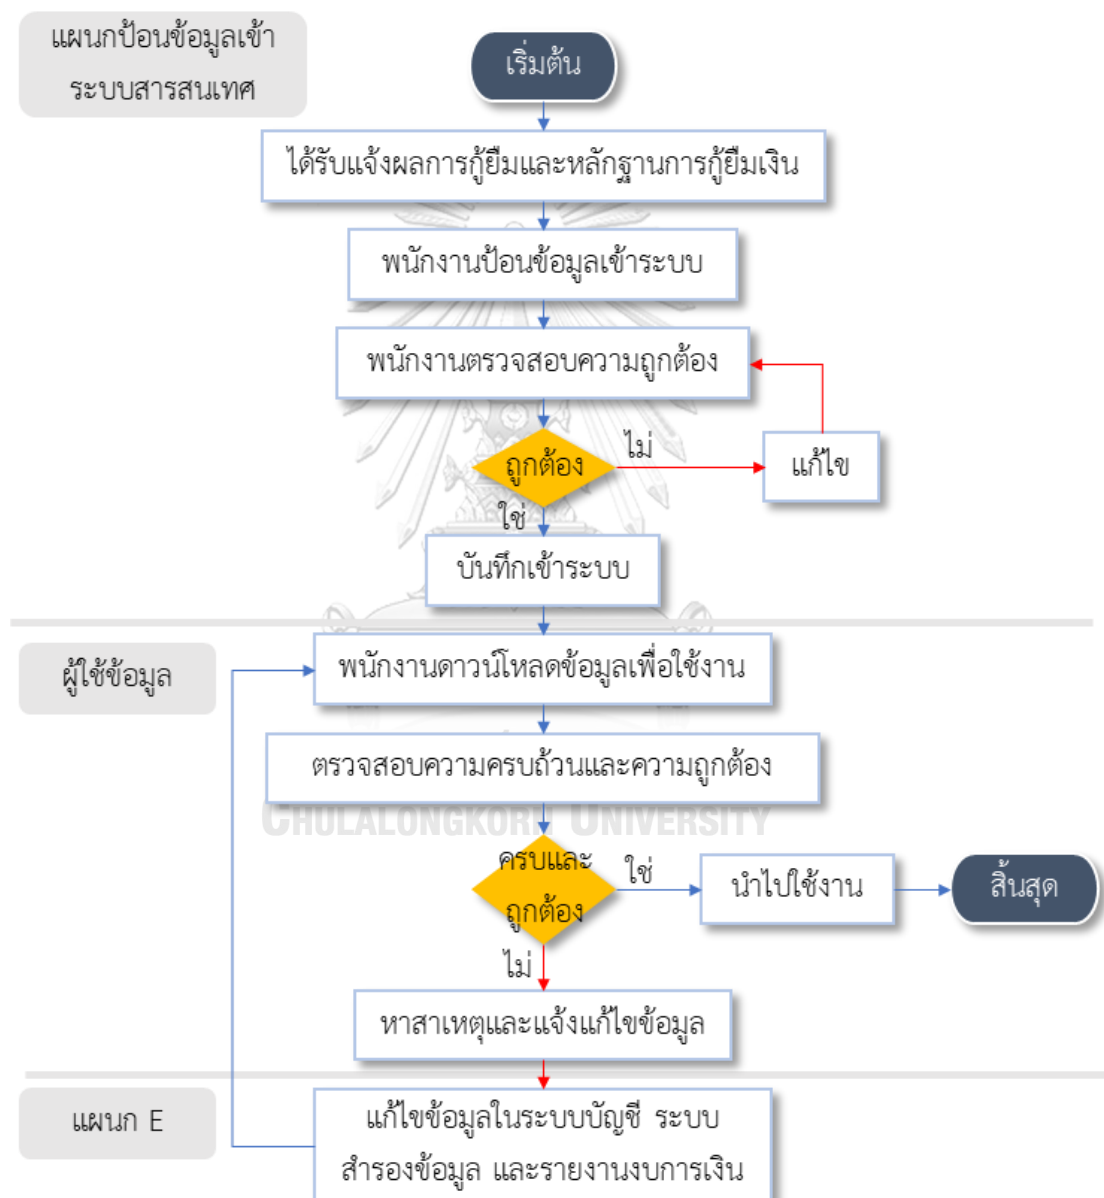 แผนกป้อนข้อมูลเข้า
ระบบสารสนเทศ
เริ่มต้น
ได้รับแจ้งผลการกู้ยืมและหลักฐานการกู้ยืมเงิน
พนักงานป้อนข้อมูลเข้าระบบ
พนักงานตรวจสอบความถูกต้อง
ถูกต้อง
ไม่
แก้ไข
ใช่
บันทึกเข้าระบบ
ผู้ใช้ข้อมูล
พนักงานดาวน์โหลดข้อมูลเพื่อใช้งาน
ตรวจสอบความครบถ้วนและความถูกต้อง
CHULALONGKORN UNIVERSITY
ครบและ
ถูกต้อง
ใช่
นำไปใช้งาน
สิ้นสุด
ไม่
หาสาเหตุและแจ้งแก้ไขข้อมูล
แผนก E
แก้ไขข้อมูลในระบบบัญชี ระบบ
สำรองข้อมูล และรายงานงบการเงิน